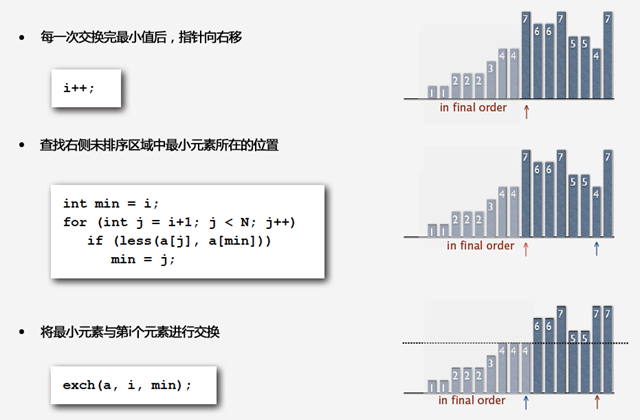 • 每一次交换完最小值后，指针向右移
i++;
1 1 2 2 2 3 4 4 7 6 6 7 5 5 4 7
in final order
• 查找右侧未排序区域中最小元素所在的位置
int min = i;
for (int j = i+1; j < N; j++)
if (less(a[j], a[min]))
min = j;
1 1 2 2 2 3 4 4 7 6 6 7 5 5 4 7
in final order
• 将最小元素与第i个元素进行交换
exch(a, i, min);
1 1 2 2 2 3 4 4 4 6 6 7 5 5 7 7
in final order